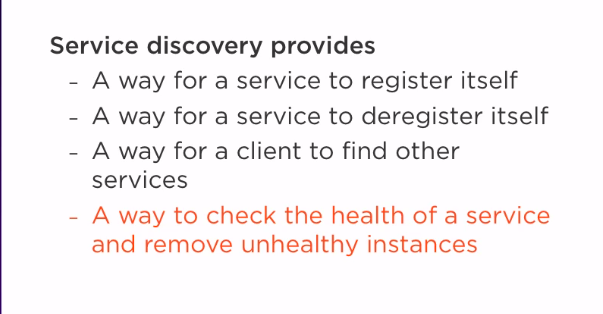 Service discovery provides
- A way for a service to register itself
- A way for a service to deregister itself
- A way for a client to find other
services
- A way to check the health of a service
and remove unhealthy instances